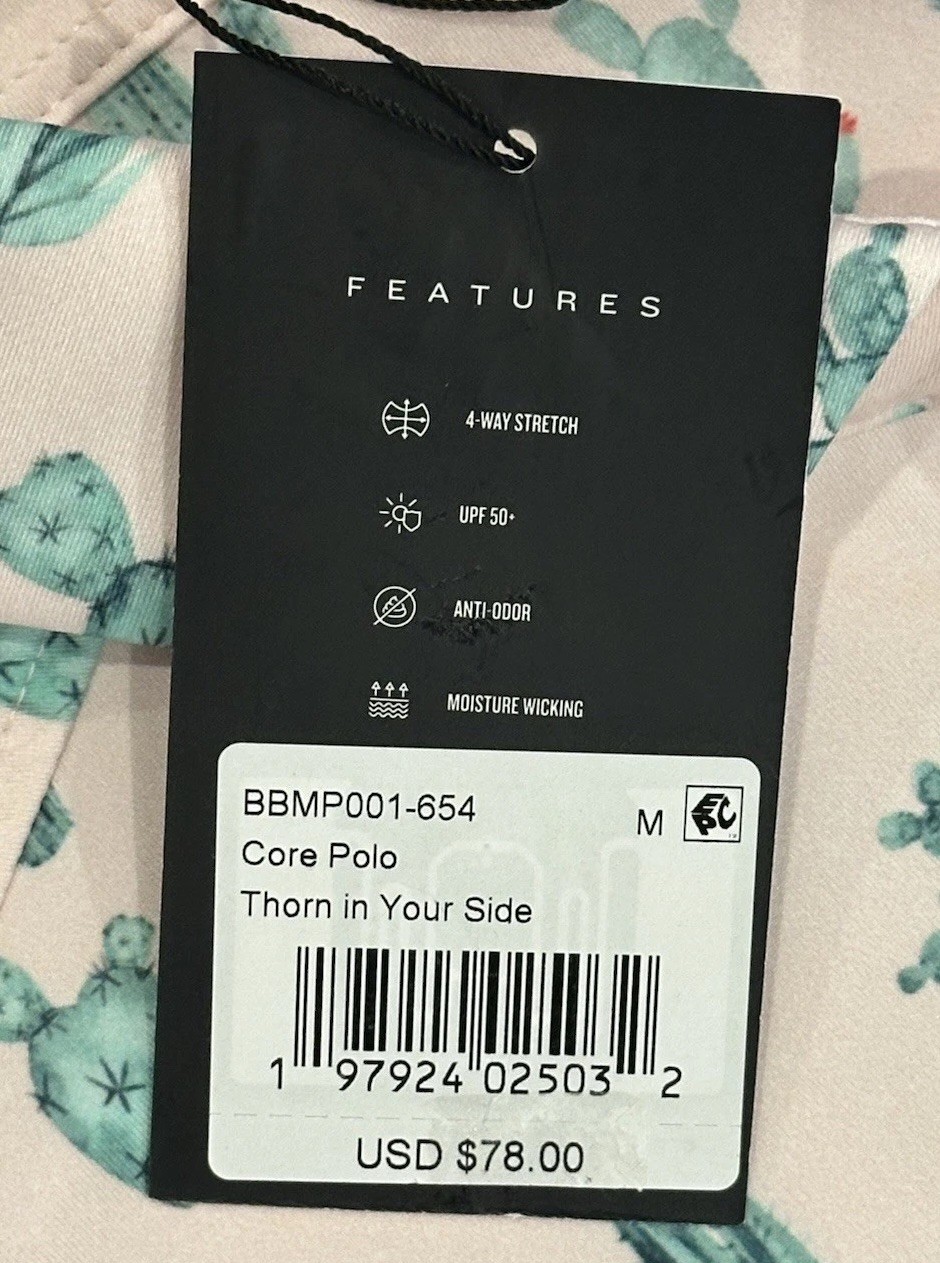 FEATURES
4-WAY STRETCH
UPF 50+
ANTI-ODOR
MOISTURE WICKING
BBMP001-654 M EPC
Core Polo
Thorn in Your Side
1 97924 02503 2
USD $78.00